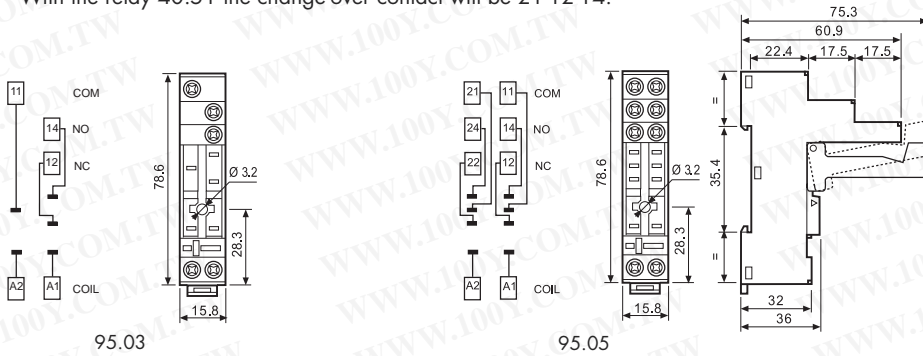 With the relay 40.51 the change over contact will be 21-12-14.
75.3
60.9
22.4 17.5 17.5
11 COM
14 NO
12 NC
A2 A1 COIL
78.6
Ø 3.2
28.3
15.8
95.03
21 11 COM
24 14 NO
22 12 NC
A2 A1 COIL
78.6
Ø 3.2
28.3
15.8
95.05
=
35.4
=
32
36
WWW.100Y.COM.TW